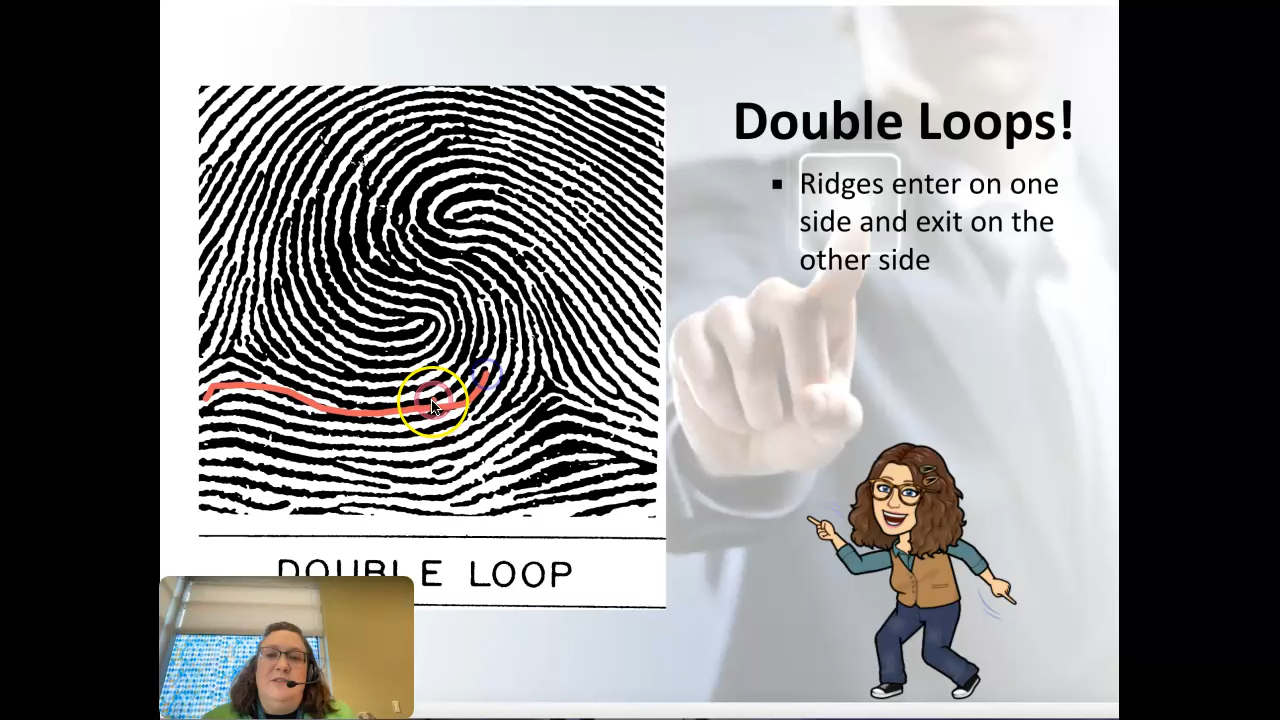 Double Loops!
▪ Ridges enter on one
side and exit on the
other side
DOUBLE LOOP